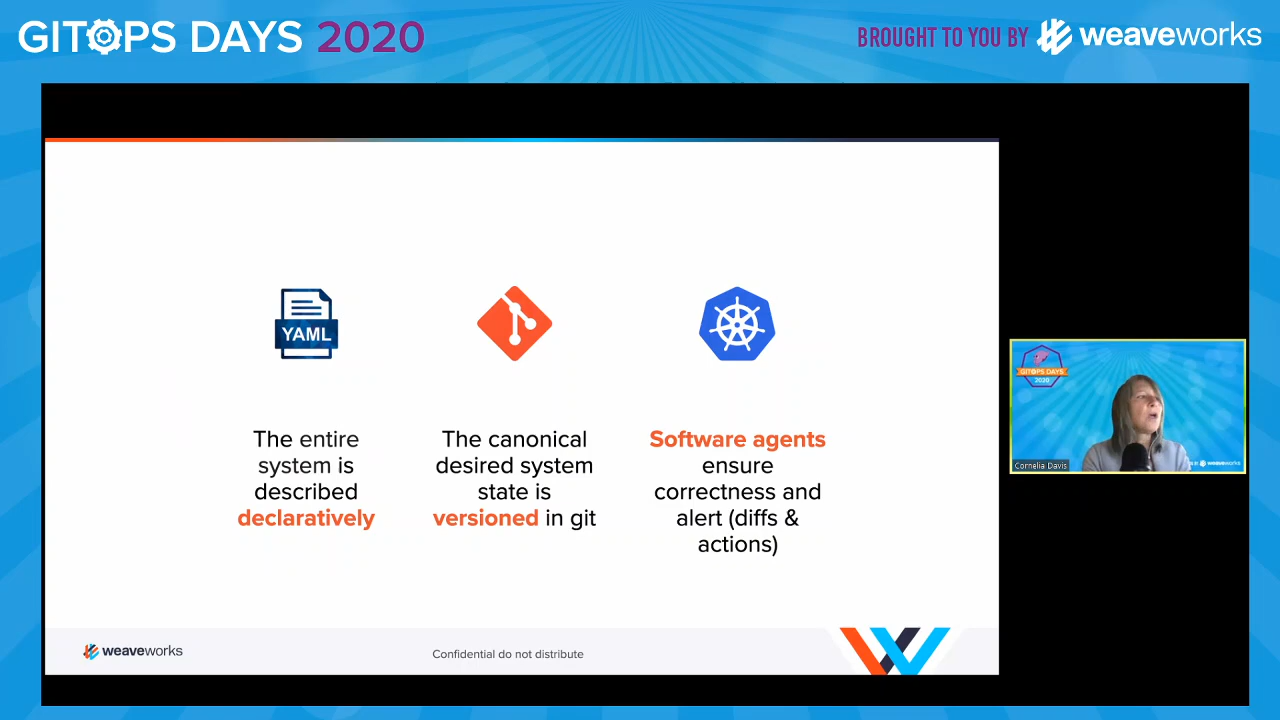 GITOPS DAYS 2020
BROUGHT TO YOU BY weaveworks
YAML
The entire
system is
described
declaratively
The canonical
desired system
state is
versioned in git
Software agents
ensure
correctness and
alert (diffs &
actions)
GITOPS DAYS
2020
Cornelia Davis
weaveworks
weaveworks
Confidential do not distribute